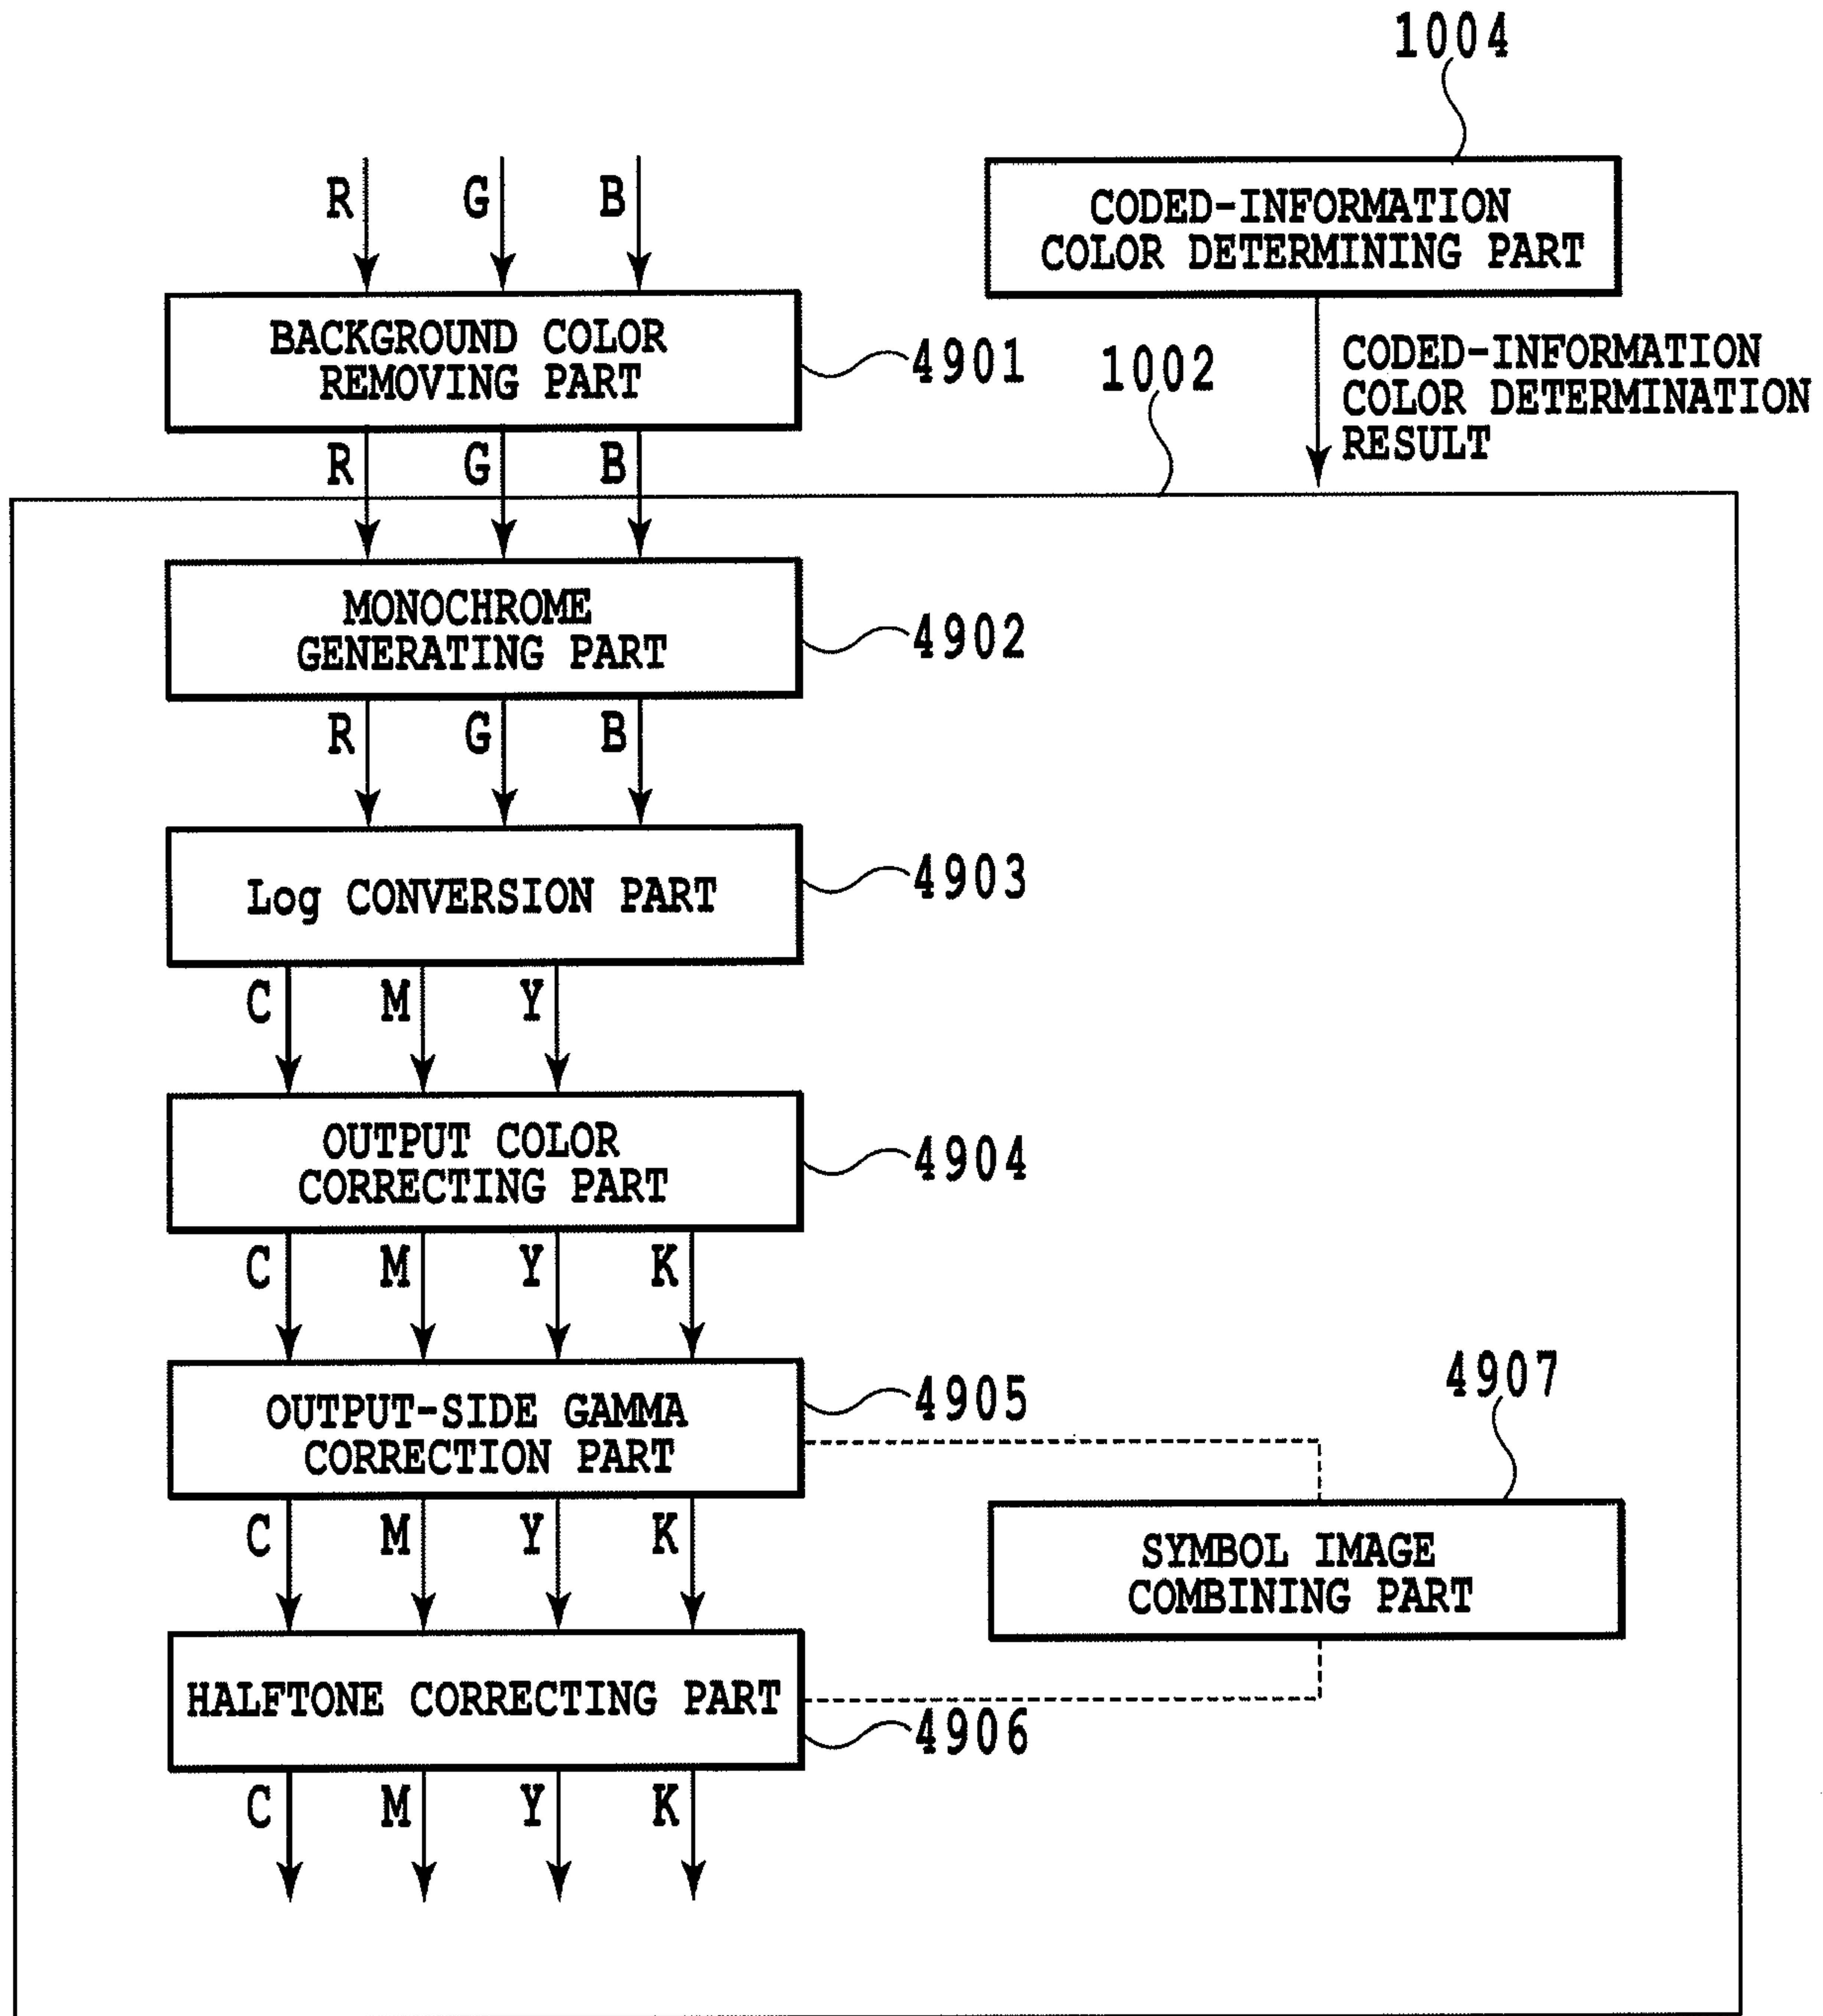 1004
R G B
CODED-INFORMATION
COLOR DETERMINING PART
BACKGROUND COLOR
REMOVING PART
4901
1002
CODED-INFORMATION
COLOR DETERMINATION
RESULT
R G B
MONOCHROME
GENERATING PART
4902
R G B
Log CONVERSION PART
4903
C M Y
OUTPUT COLOR
CORRECTING PART
4904
C M Y K
OUTPUT-SIDE GAMMA
CORRECTION PART
4905
4907
C M Y K
SYMBOL IMAGE
COMBINING PART
HALFTONE CORRECTING PART
4906
C M Y K